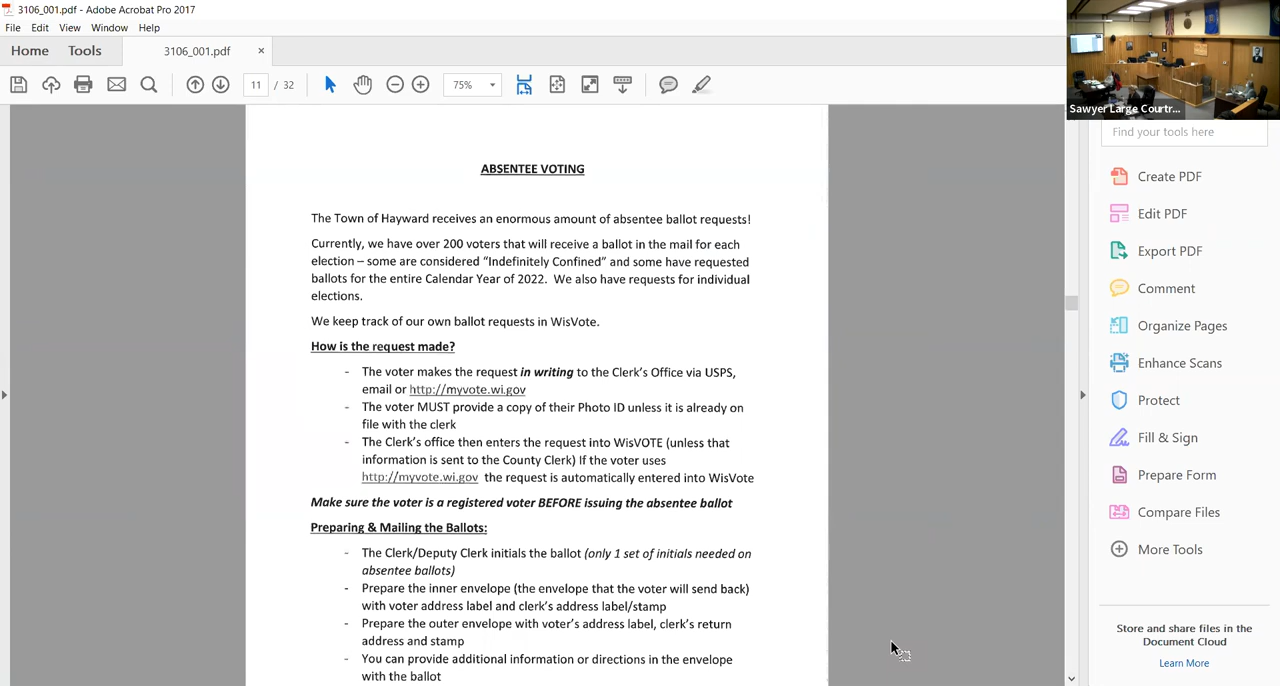 3106_001.pdf - Adobe Acrobat Pro 2017
File Edit View Window Help
Home Tools 3106_001.pdf ×
11 / 32 75%
Sawyer Large Courtr...
ABSENTEE VOTING
The Town of Hayward receives an enormous amount of absentee ballot requests!
Currently, we have over 200 voters that will receive a ballot in the mail for each
election – some are considered “Indefinitely Confined” and some have requested
ballots for the entire Calendar Year of 2022. We also have requests for individual
elections.
We keep track of our own ballot requests in WisVote.
How is the request made?
- The voter makes the request in writing to the Clerk’s Office via USPS,
email or http://myvote.wi.gov
- The voter MUST provide a copy of their Photo ID unless it is already on
file with the clerk
- The Clerk’s office then enters the request into WisVOTE (unless that
information is sent to the County Clerk) If the voter uses
http://myvote.wi.gov the request is automatically entered into WisVote
Make sure the voter is a registered voter BEFORE issuing the absentee ballot
Preparing & Mailing the Ballots:
- The Clerk/Deputy Clerk initials the ballot (only 1 set of initials needed on
absentee ballots)
- Prepare the inner envelope (the envelope that the voter will send back)
with voter address label and clerk’s address label/stamp
- Prepare the outer envelope with voter’s address label, clerk’s return
address and stamp
- You can provide additional information or directions in the envelope
with the ballot
Find your tools here
Create PDF
Edit PDF
Export PDF
Comment
Organize Pages
Enhance Scans
Protect
Fill & Sign
Prepare Form
Compare Files
More Tools
Store and share files in the
Document Cloud
Learn More